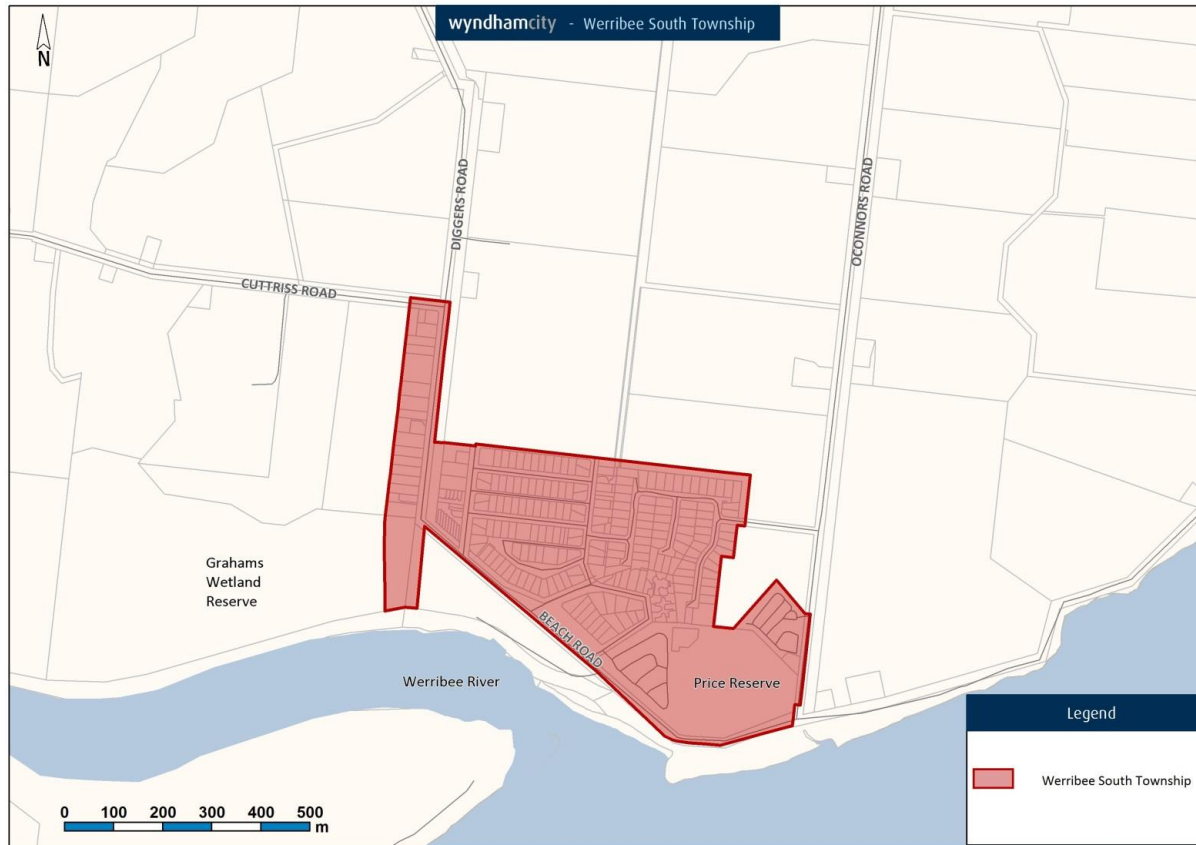 wyndhamcity - Werribee South Township
N
DIGGERS ROAD
OCONNORS ROAD
CUTTRISS ROAD
Grahams
Wetland
Reserve
BEACH ROAD
Werribee River
Price Reserve
Legend
Werribee South Township
0 100 200 300 400 500
m